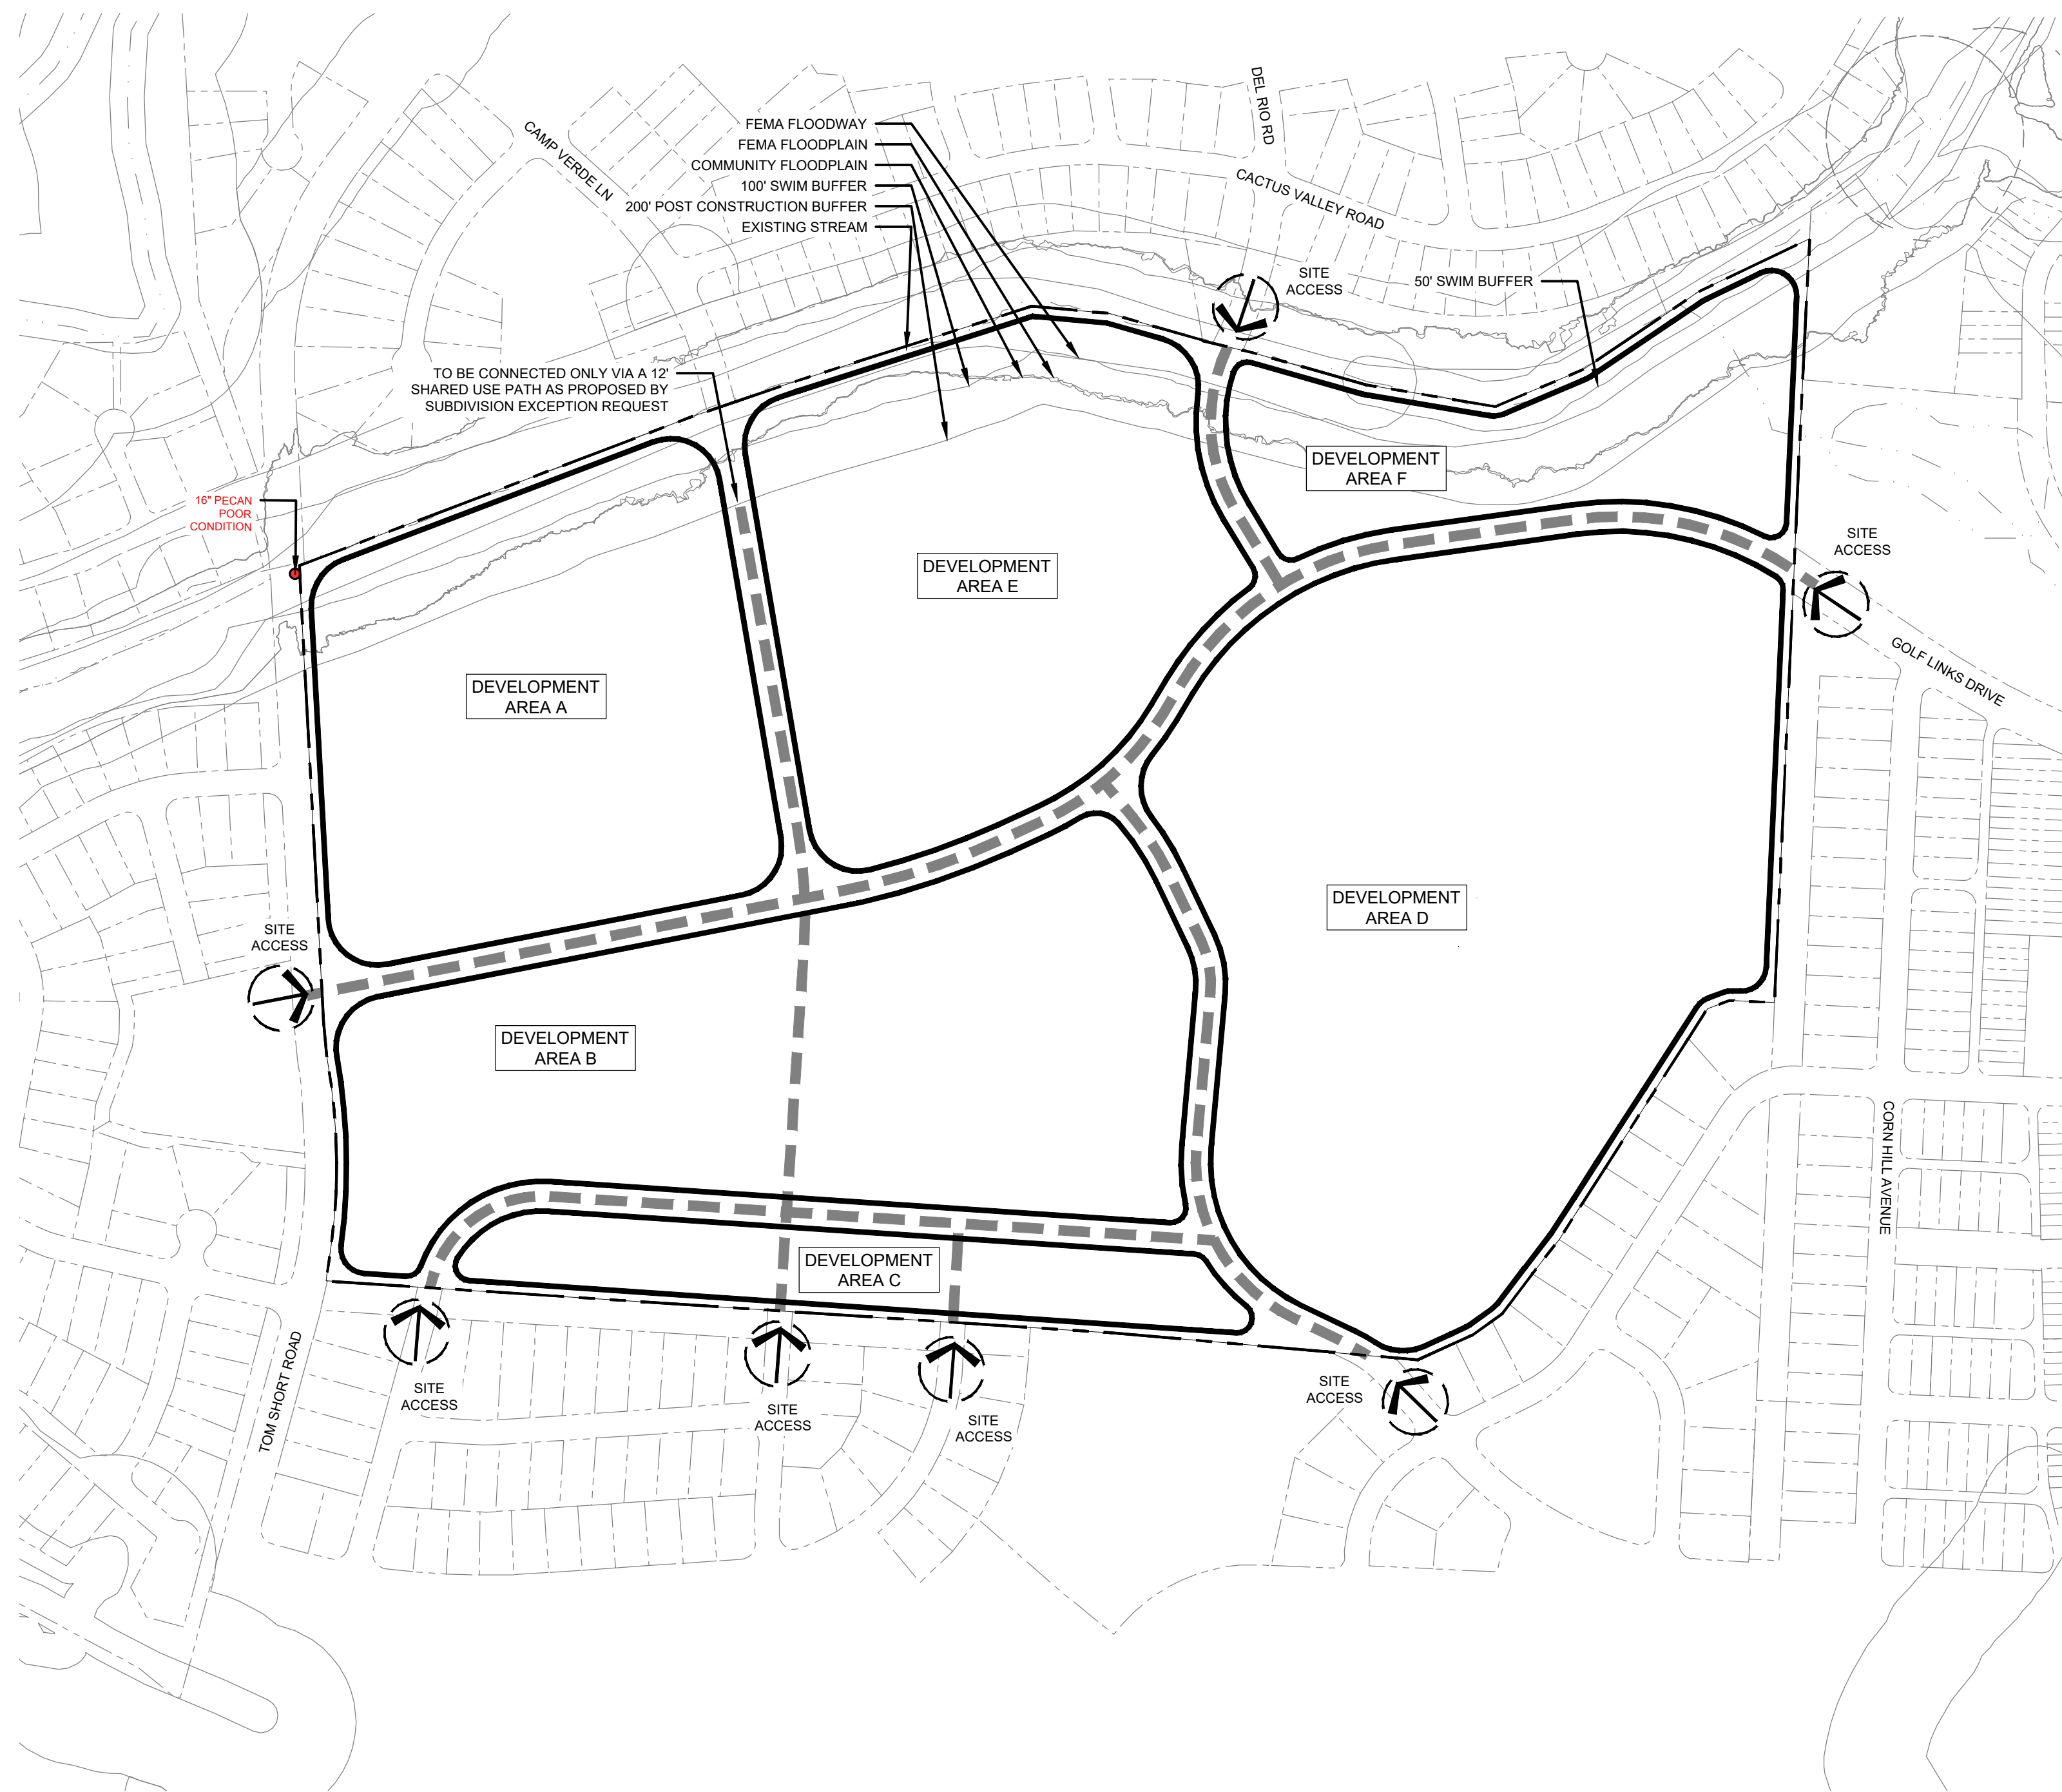 DEL RIO RD
FEMA FLOODWAY
FEMA FLOODPLAIN
COMMUNITY FLOODPLAIN
100' SWIM BUFFER
200' POST CONSTRUCTION BUFFER
EXISTING STREAM
CAMP VERDE LN
CACTUS VALLEY ROAD
SITE
ACCESS
50' SWIM BUFFER
TO BE CONNECTED ONLY VIA A 12'
SHARED USE PATH AS PROPOSED BY
SUBDIVISION EXCEPTION REQUEST
DEVELOPMENT
AREA F
16" PECAN
POOR
CONDITION
SITE
ACCESS
DEVELOPMENT
AREA E
GOLF LINKS DRIVE
DEVELOPMENT
AREA A
DEVELOPMENT
AREA D
SITE
ACCESS
DEVELOPMENT
AREA B
CORN HILL AVENUE
DEVELOPMENT
AREA C
TOM SHORT ROAD
SITE
ACCESS
SITE
ACCESS
SITE
ACCESS
SITE
ACCESS